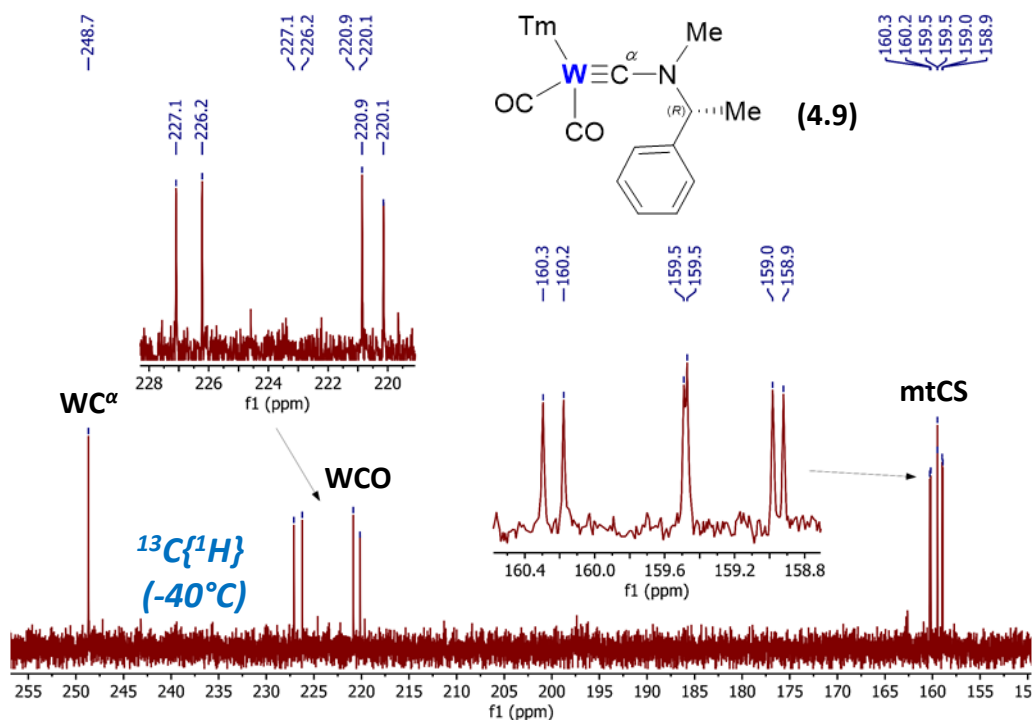 −248.7
227.1
226.2
220.9
220.1
160.3
160.2
159.5
159.5
159.0
158.9
−227.1
−226.2
−220.9
−220.1
228 226 224 222 220
f1 (ppm)
Tm
W≡C
α
N
Me
OC
CO
(R)
Me
(4.9)
−160.3
−160.2
159.5
159.5
159.0
158.9
160.4 160.0 159.6 159.2 158.8
f1 (ppm)
WCα
WCO
mtCS
13C{1H}
(-40°C)
255 250 245 240 235 230 225 220 215 210 205 200 195 190 185 180 175 170 165 160 155 150
f1 (ppm)